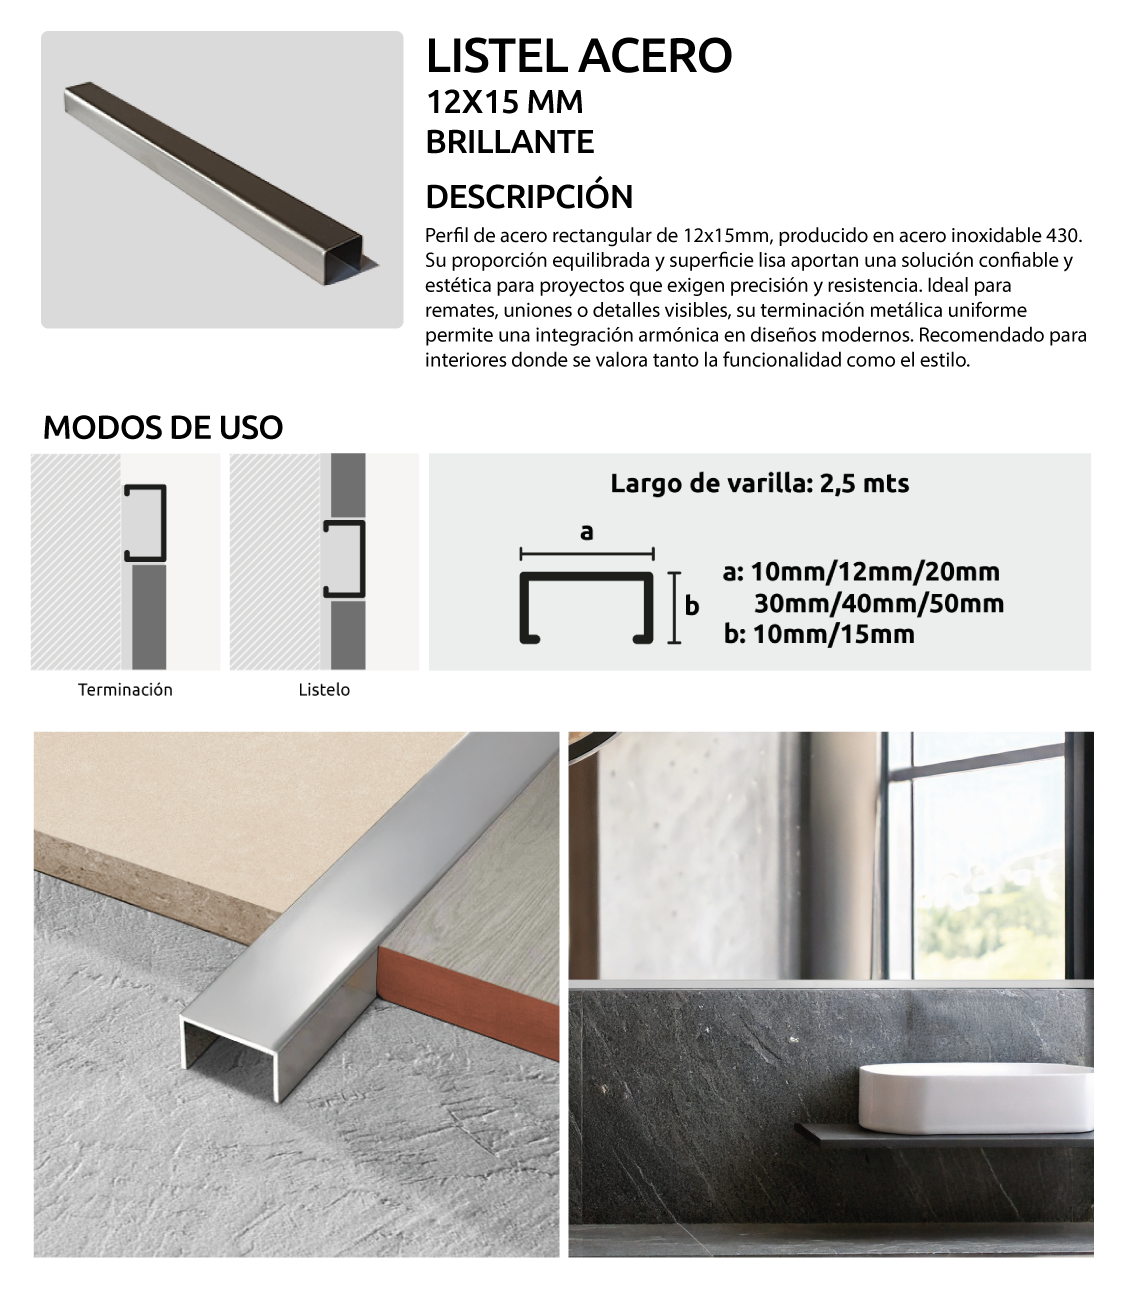 LISTEL ACERO
12X15 MM
BRILLANTE
DESCRIPCIÓN
Perfil de acero rectangular de 12x15mm, producido en acero inoxidable 430.
Su proporción equilibrada y superficie lisa aportan una solución confiable y
estética para proyectos que exigen precisión y resistencia. Ideal para
remates, uniones o detalles visibles, su terminación metálica uniforme
permite una integración armónica en diseños modernos. Recomendado para
interiores donde se valora tanto la funcionalidad como el estilo.
MODOS DE USO
Terminación
Listelo
Largo de varilla: 2,5 mts
a
b
a: 10mm/12mm/20mm
30mm/40mm/50mm
b: 10mm/15mm